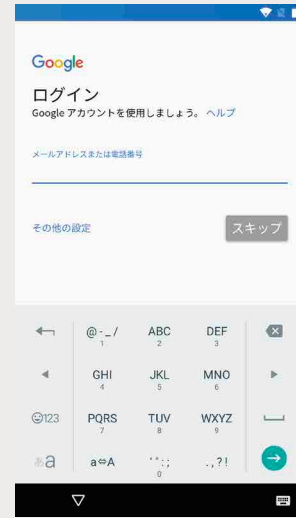 Google
ログイン
Google アカウントを使用しましょう。 ヘルプ
メールアドレスまたは電話番号
その他の設定
スキップ
@-_/
1
ABC
2
DEF
3
GHI
4
JKL
5
MNO
6
123
PQRS
7
TUV
8
WXYZ
9
あa
a⇔A
'":;
0
.,?!